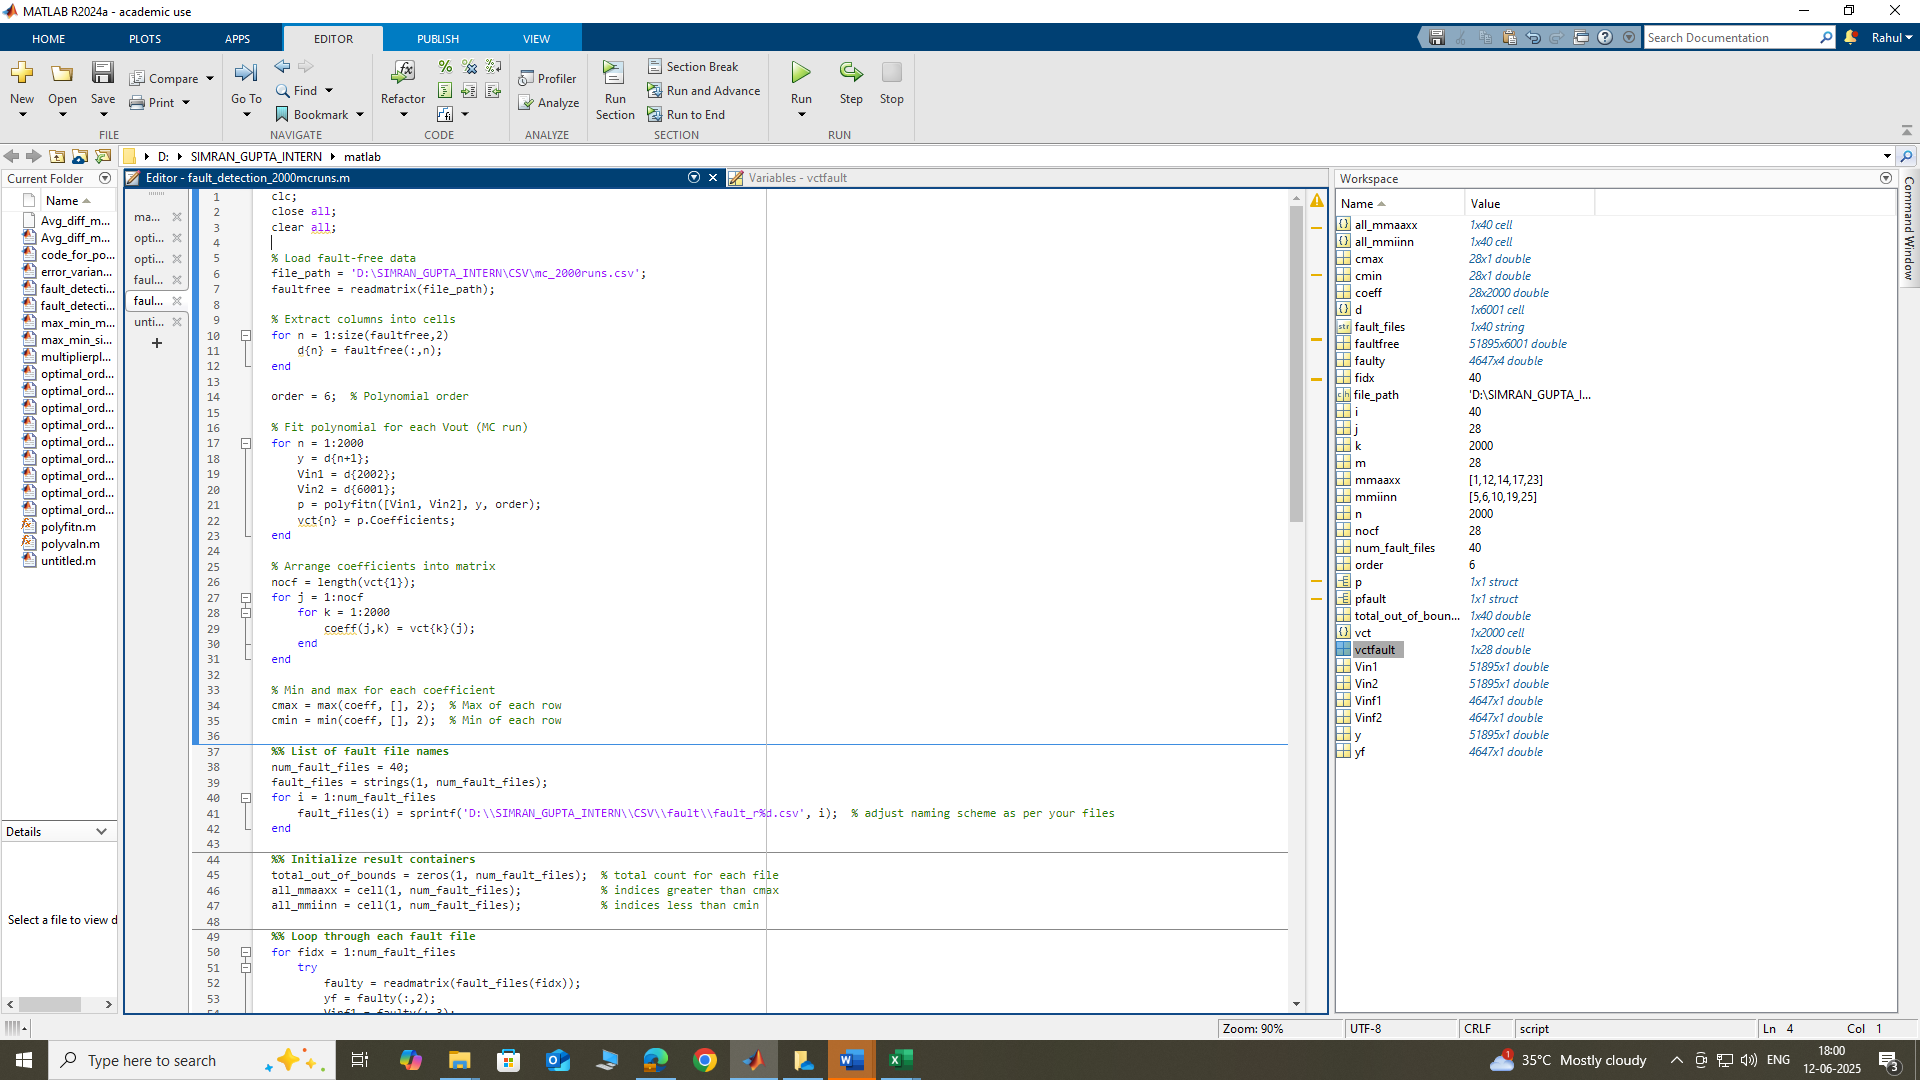 MATLAB R2024a - academic use
HOME
PLOTS
APPS
EDITOR
PUBLISH
VIEW
Search Documentation
Rahul
New
Open
Save
Compare
Print
FILE
Go To
Find
Bookmark
NAVIGATE
Refactor
CODE
Profiler
Analyze
ANALYZE
Run
Section
Section Break
Run and Advance
Run to End
SECTION
Run
Step
Stop
RUN
D: SIMRAN_GUPTA_INTERN matlab
Current Folder
Name
Avg_diff_m...
Avg_diff_m...
code_for_po...
error_varian...
fault_detecti...
fault_detecti...
max_min_m...
max_min_si...
multiplierpl...
optimal_ord...
optimal_ord...
optimal_ord...
optimal_ord...
optimal_ord...
optimal_ord...
optimal_ord...
optimal_ord...
optimal_ord...
polyfitn.m
polyvaln.m
untitled.m
Details
Select a file to view d
Editor - fault_detection_2000mcruns.m
Variables - vctfault
ma...
opti...
opti...
faul...
faul...
unti...
1 clc;
2 close all;
3 clear all;
4
5 % Load fault-free data
6 file_path = 'D:\SIMRAN_GUPTA_INTERN\CSV\mc_2000runs.csv';
7 faultfree = readmatrix(file_path);
8
9 % Extract columns into cells
10 for n = 1:size(faultfree,2)
11 d{n} = faultfree(:,n);
12 end
13
14 order = 6; % Polynomial order
15
16 % Fit polynomial for each Vout (MC run)
17 for n = 1:2000
18 y = d{n+1};
19 Vin1 = d{2002};
20 Vin2 = d{6001};
21 p = polyfitn([Vin1, Vin2], y, order);
22 vct{n} = p.Coefficients;
23 end
24
25 % Arrange coefficients into matrix
26 nocf = length(vct{1});
27 for j = 1:nocf
28 for k = 1:2000
29 coeff(j,k) = vct{k}(j);
30 end
31 end
32
33 % Min and max for each coefficient
34 cmax = max(coeff, [], 2); % Max of each row
35 cmin = min(coeff, [], 2); % Min of each row
36
37 %% List of fault file names
38 num_fault_files = 40;
39 fault_files = strings(1, num_fault_files);
40 for i = 1:num_fault_files
41 fault_files(i) = sprintf('D:\\SIMRAN_GUPTA_INTERN\\CSV\\fault\\fault_r%d.csv', i); % adjust naming scheme as per your files
42 end
43
44 %% Initialize result containers
45 total_out_of_bounds = zeros(1, num_fault_files); % total count for each file
46 all_mmaaxx = cell(1, num_fault_files); % indices greater than cmax
47 all_mmiinn = cell(1, num_fault_files); % indices less than cmin
48
49 %% Loop through each fault file
50 for fidx = 1:num_fault_files
51 try
52 faulty = readmatrix(fault_files(fidx));
53 yf = faulty(:,2);
Workspace
Name Value
all_mmaaxx 1x40 cell
all_mmiinn 1x40 cell
cmax 28x1 double
cmin 28x1 double
coeff 28x2000 double
d 1x6001 cell
fault_files 1x40 string
faultfree 51895x6001 double
faulty 4647x4 double
fidx 40
file_path 'D:\SIMRAN_GUPTA_I...
i 40
j 28
k 2000
m 28
mmaaxx [1,12,14,17,23]
mmiinn [5,6,10,19,25]
n 2000
nocf 28
num_fault_files 40
order 6
p 1x1 struct
pfault 1x1 struct
total_out_of_boun... 1x40 double
vct 1x2000 cell
vctfault 1x28 double
Vin1 51895x1 double
Vin2 51895x1 double
Vinf1 4647x1 double
Vinf2 4647x1 double
y 51895x1 double
yf 4647x1 double
Command Window
Zoom: 90% UTF-8 CRLF script Ln 4 Col 1
Type here to search
35°C Mostly cloudy
ENG
18:00
12-06-2025